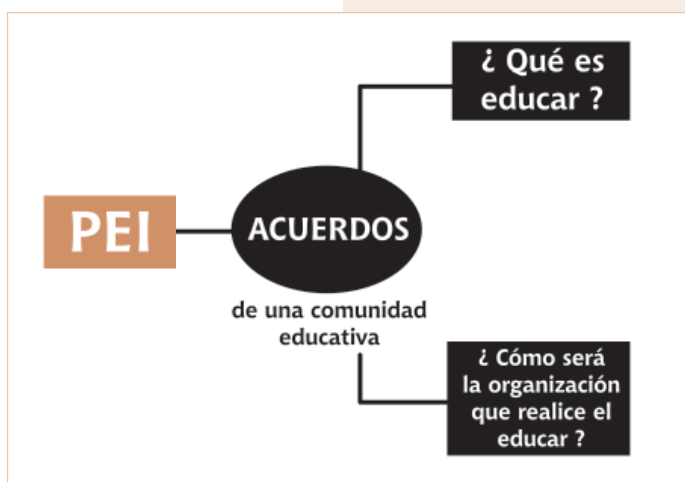 ¿ Qué es
educar ?
PEI
ACUERDOS
de una comunidad
educativa
¿ Cómo será
la organización
que realice el
educar ?